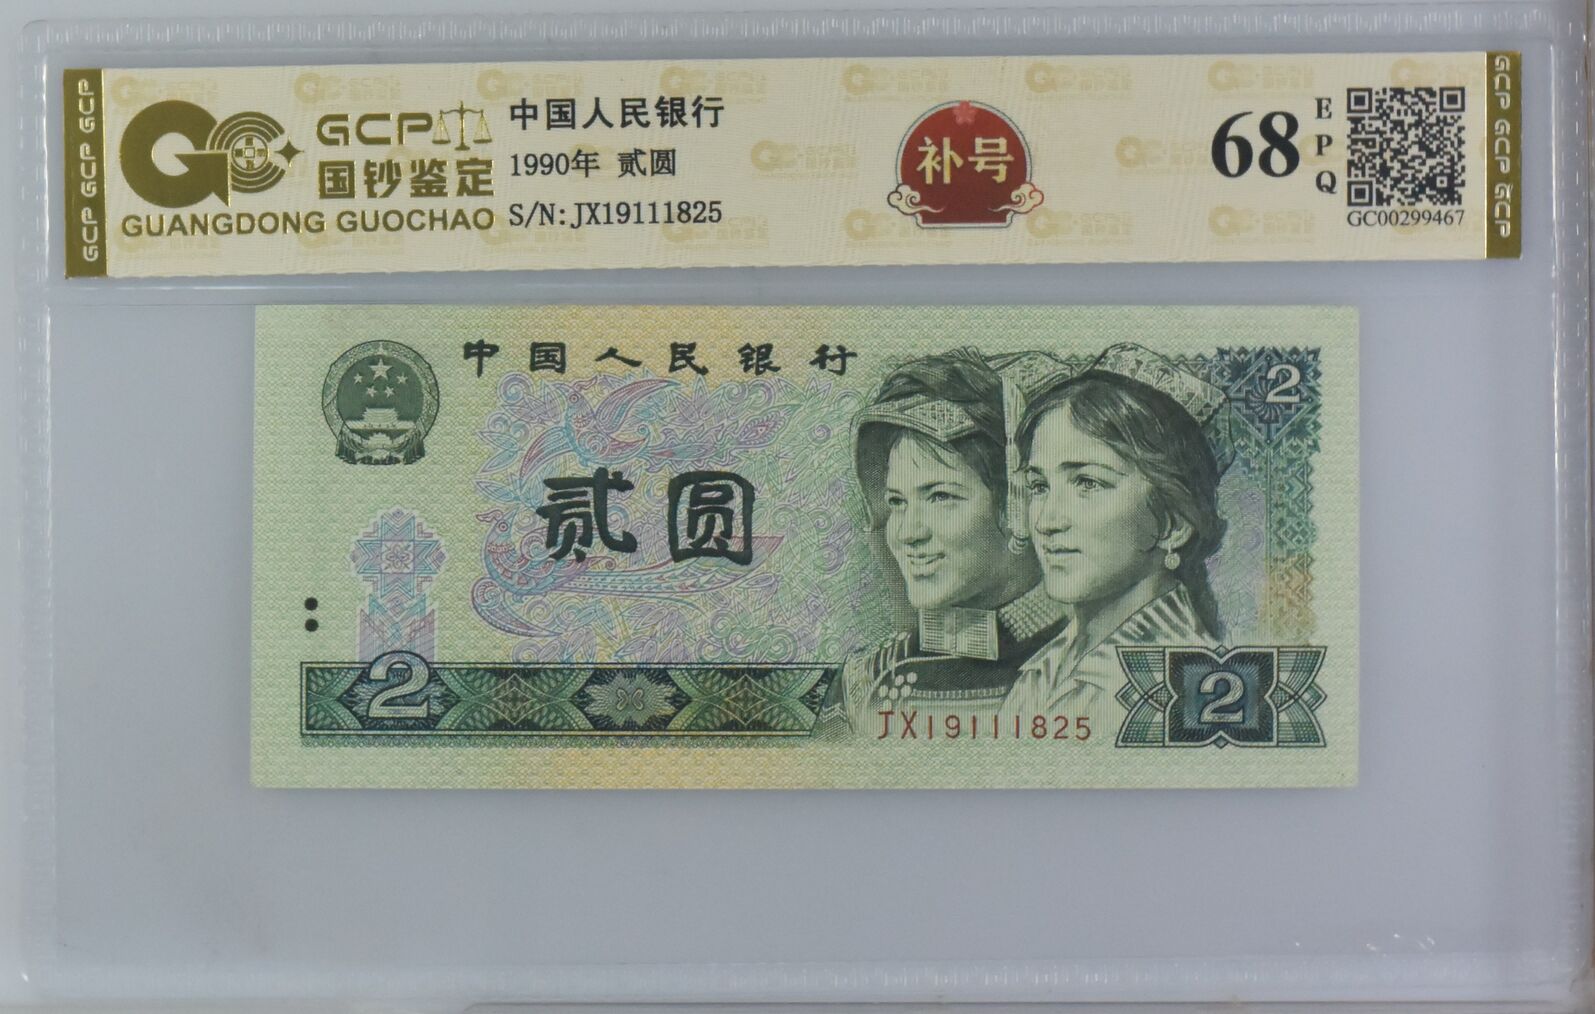 GCP GCP GCP
GCP
国钞鉴定
GUANGDONG GUOCHAO
中国人民银行
1990年 贰圆
S/N:JX19111825
补号
68
EPQ
GC00299467
GCP GCP GCP
中国人民银行
2
贰圆
2
JX19111825
2